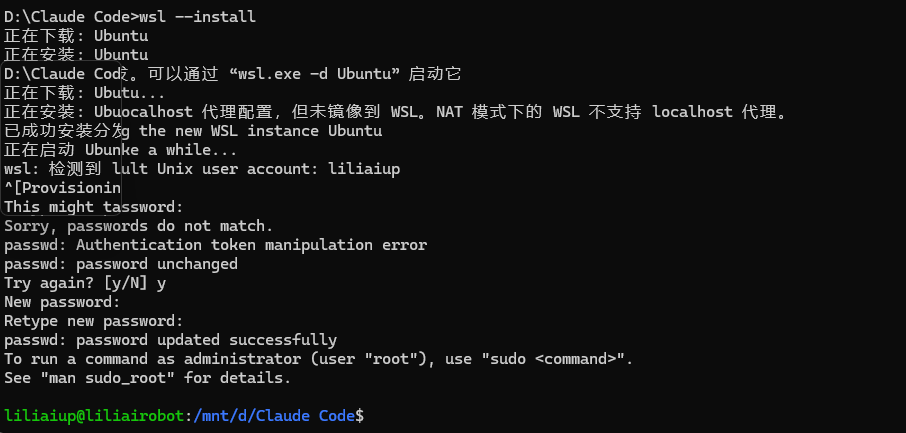 D:\Claude Code>wsl --install
正在下载: Ubuntu
正在安装: Ubuntu
D:\Claude Cod发。可以通过 “wsl.exe -d Ubuntu” 启动它
正在下载: Ubutu...
正在安装: Ubuocalhost 代理配置，但未镜像到 WSL。NAT 模式下的 WSL 不支持 localhost 代理。
已成功安装分发g the new WSL instance Ubuntu
正在启动 Ubunke a while...
wsl: 检测到 lult Unix user account: liliaiup
^[Provisionin
This might tassword:
Sorry, passwords do not match.
passwd: Authentication token manipulation error
passwd: password unchanged
Try again? [y/N] y
New password:
Retype new password:
passwd: password updated successfully
To run a command as administrator (user "root"), use "sudo <command>".
See "man sudo_root" for details.
liliaiup@liliairobot:/mnt/d/Claude Code$